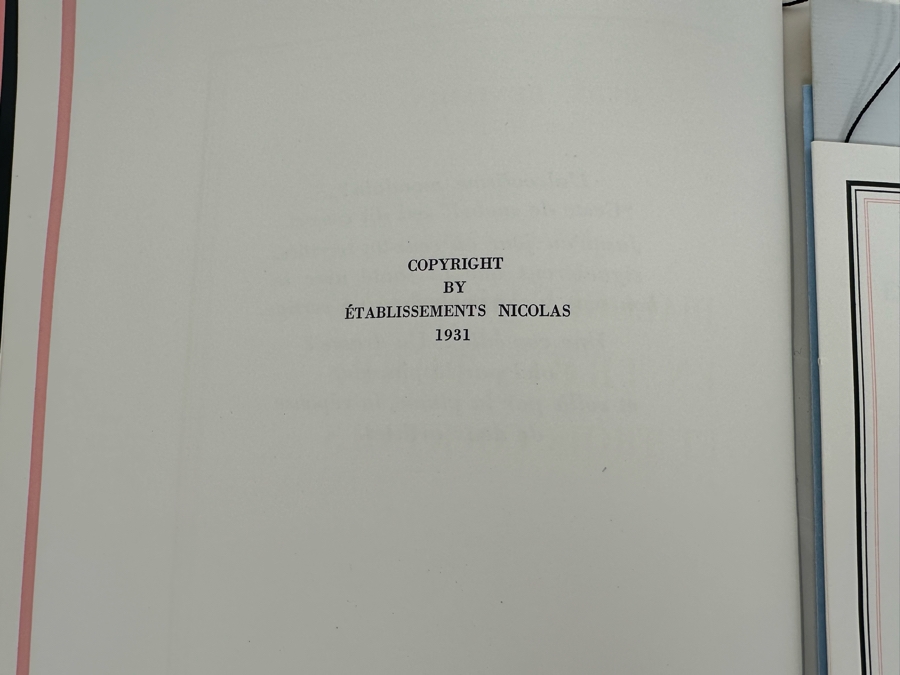 COPYRIGHT
BY
ÉTABLISSEMENTS NICOLAS
1931